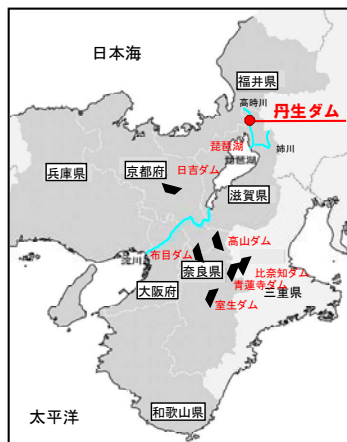 日本海
福井県
高時川
丹生ダム
琵琶湖
琵琶湖
姉川
日吉ダム
兵庫県
京都府
滋賀県
高山ダム
淀川
布目ダム
奈良県
比奈知ダム
青蓮寺ダム
大阪府
三重県
室生ダム
太平洋
和歌山県